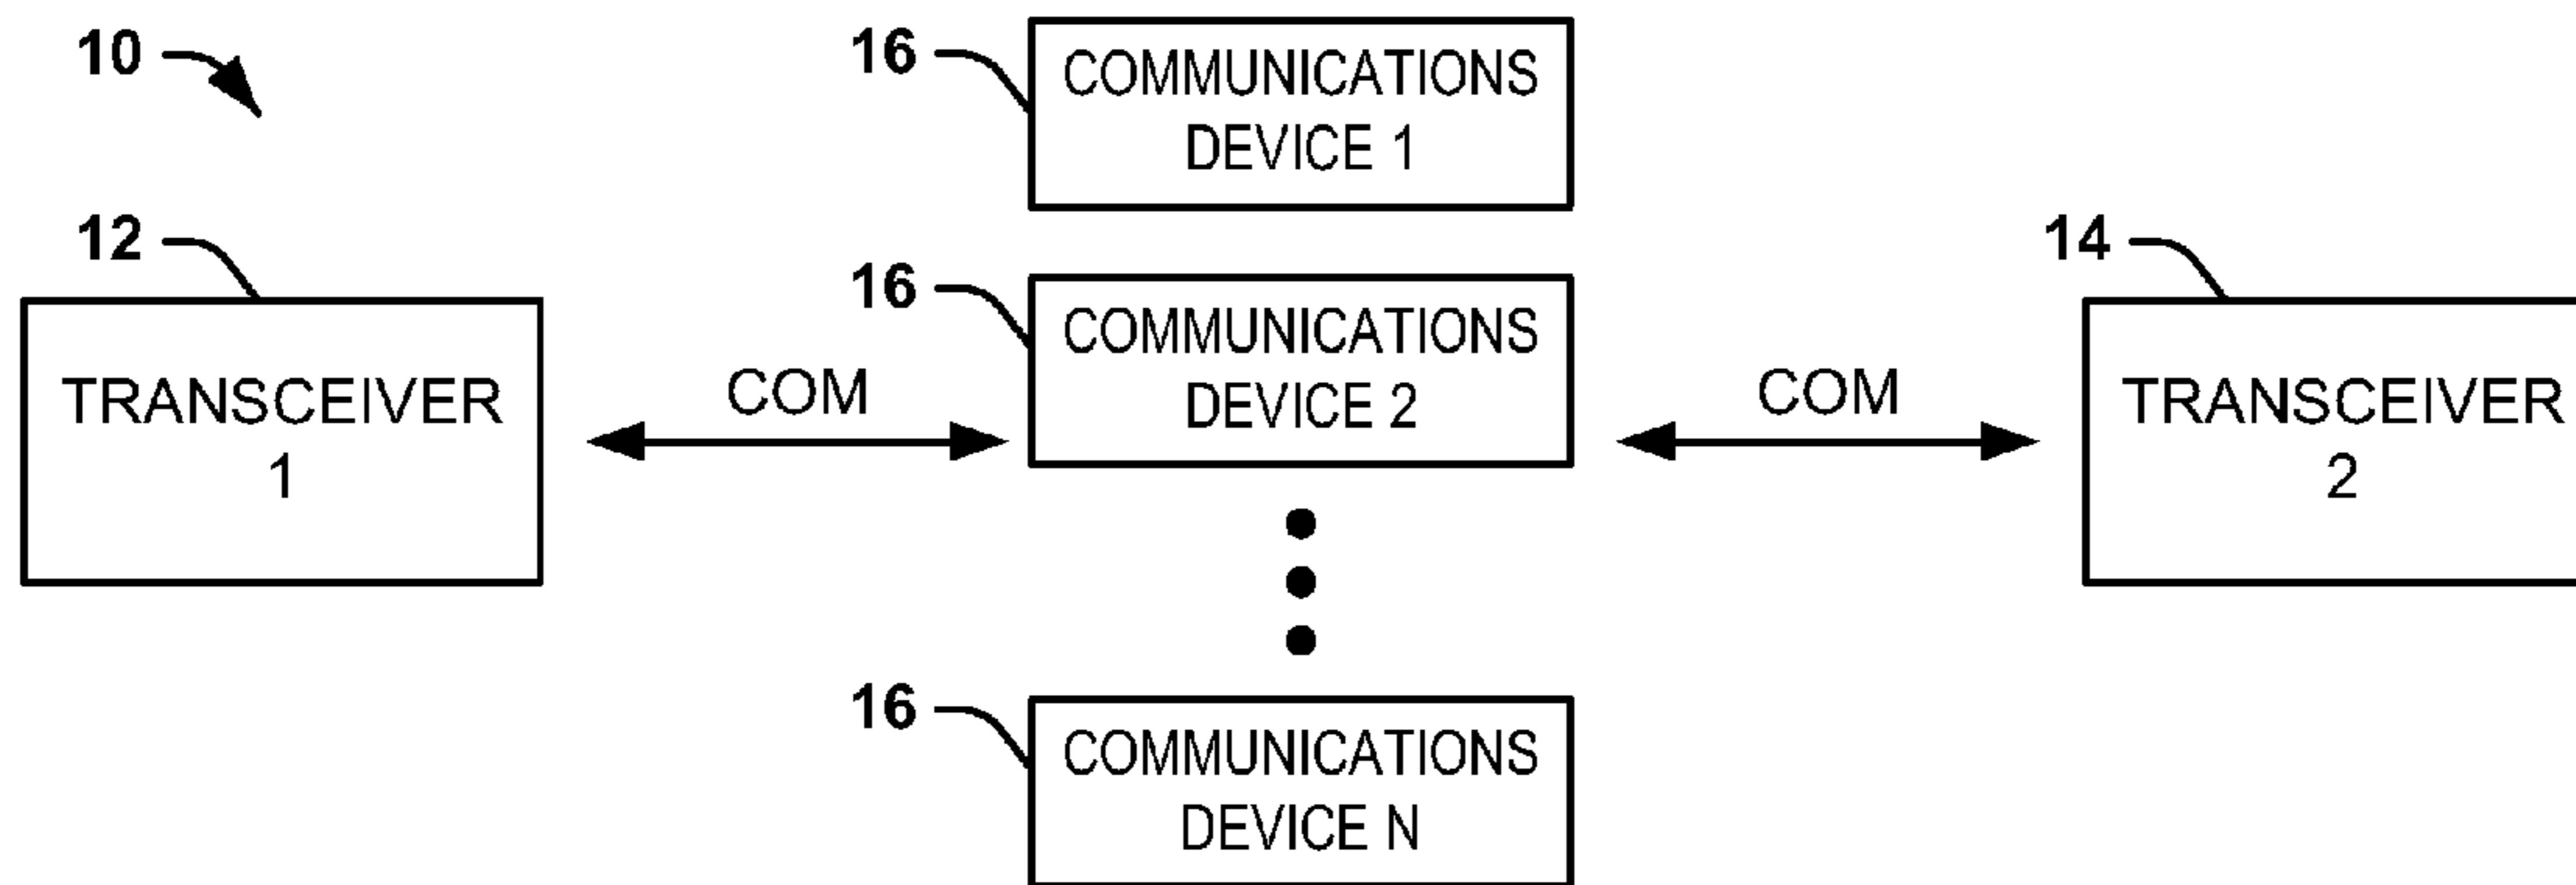 10
16
COMMUNICATIONS
DEVICE 1
12
TRANSCEIVER
1
COM
16
COMMUNICATIONS
DEVICE 2
COM
14
TRANSCEIVER
2
16
COMMUNICATIONS
DEVICE N